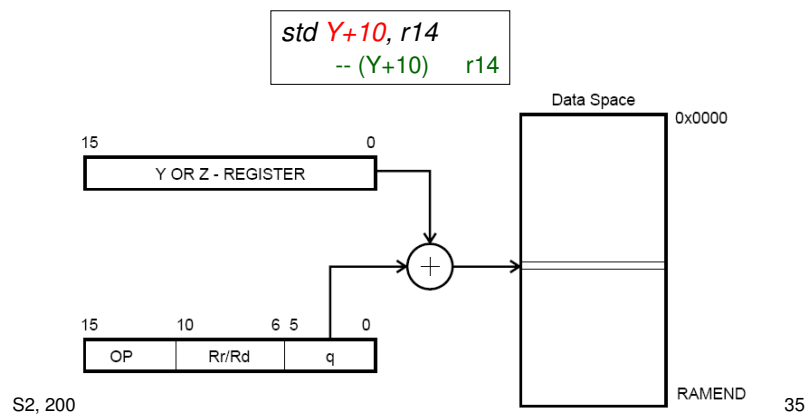 std Y+10, r14
-- (Y+10) r14
Data Space
0x0000
15 0
Y OR Z - REGISTER
15 10 6 5 0
OP Rr/Rd q
RAMEND
S2, 200 35